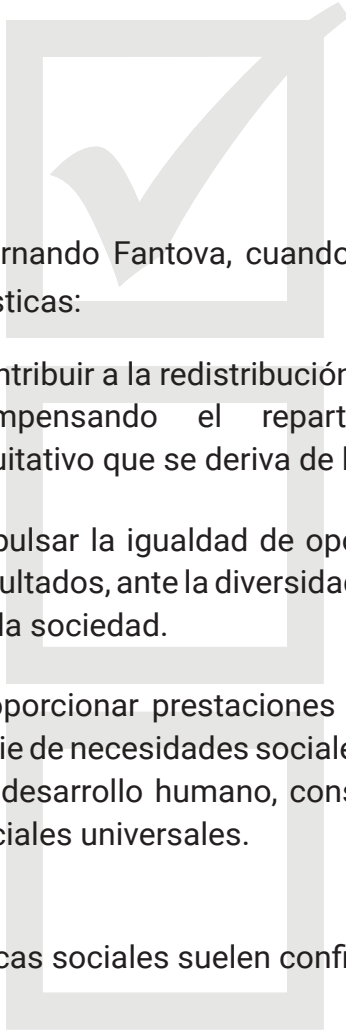 rnando Fantova, cuando
sticas:
ntribuir a la redistribución
mpensando el repart
uitativo que se deriva de l
pulsar la igualdad de opo
ultados, ante la diversidad
la sociedad.
oporcionar prestaciones
ie de necesidades sociale
desarrollo humano, cons
ciales universales.
cas sociales suelen confi